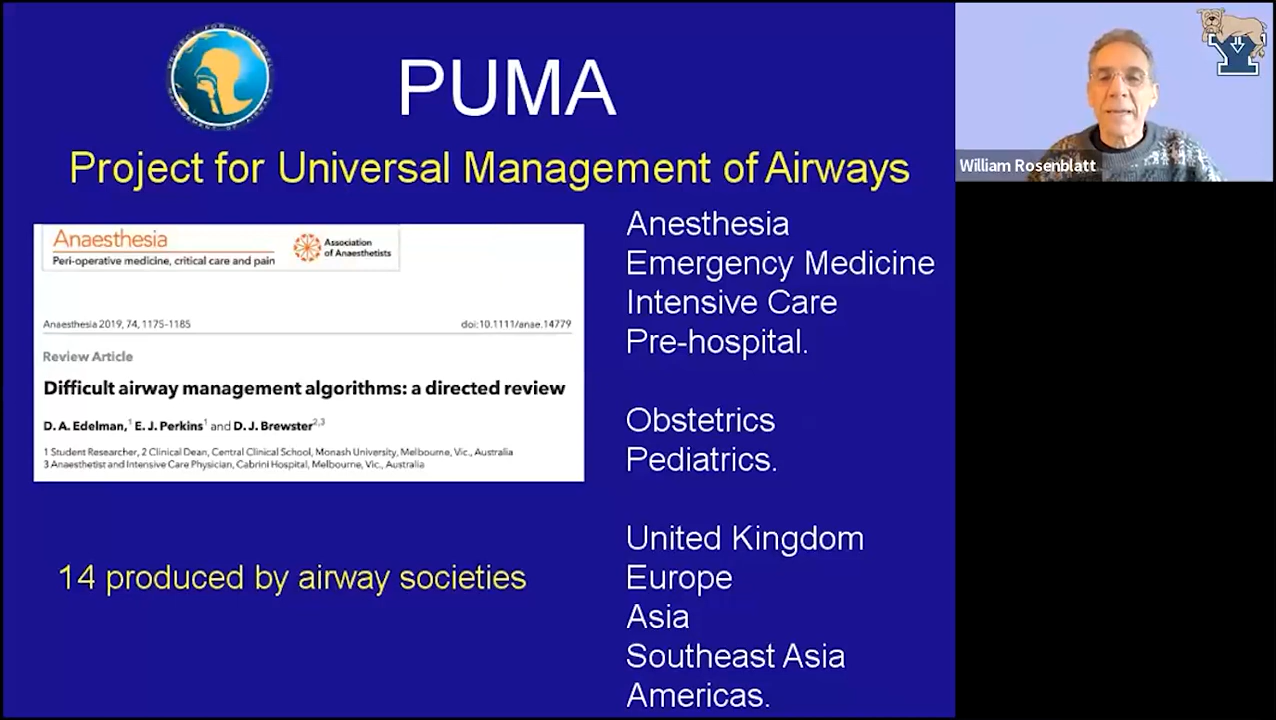 PUMA
Project for Universal Management of Airways
Anaesthesia
Peri-operative medicine, critical care and pain
Association
of Anaesthetists
Anaesthesia 2019, 74, 1175-1185
doi:10.1111/anae.14779
Review Article
Difficult airway management algorithms: a directed review
D. A. Edelman,1 E. J. Perkins1 and D. J. Brewster2,3
1 Student Researcher, 2 Clinical Dean, Central Clinical School, Monash University, Melbourne, Vic., Australia
3 Anaesthetist and Intensive Care Physician, Cabrini Hospital, Melbourne, Vic., Australia
14 produced by airway societies
Anesthesia
Emergency Medicine
Intensive Care
Pre-hospital.
Obstetrics
Pediatrics.
United Kingdom
Europe
Asia
Southeast Asia
Americas.
William Rosenblatt
Y